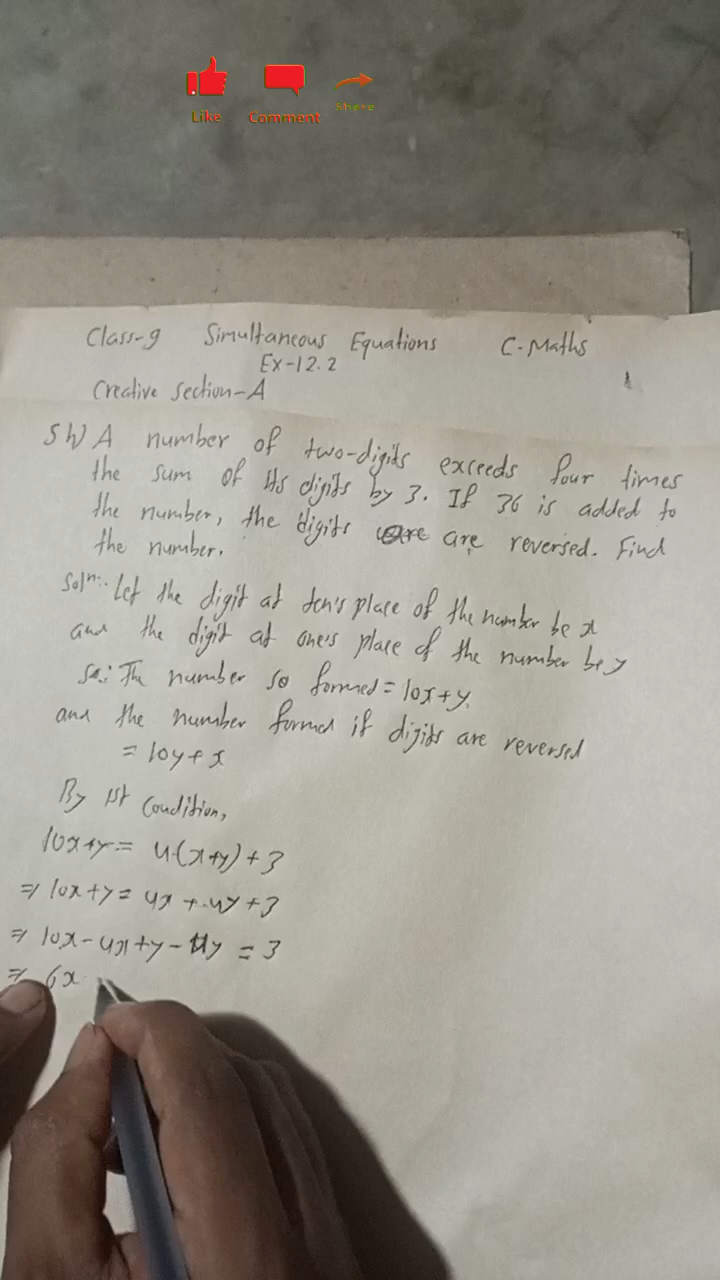 Like Comment Share
Class-9 Simultaneous Equations C-Maths
Ex-12.2
Creative Section-A
A number of two-digits exceeds four times
the sum of its digits by 3. If 36 is added to
the number, the digits are are reversed. Find
the number.
Soln:- Let the digit at ten's place of the number be x
and the digit at one's place of the number be y
So: The number so formed = 10x+y.
and the number formed if digits are reversed
= 10y+x
By 1st Condition,
10x+y = 4(x+y)+3
⇒ 10x+y = 4x+4y+3
⇒ 10x-4x+y-4y = 3
⇒ 6x